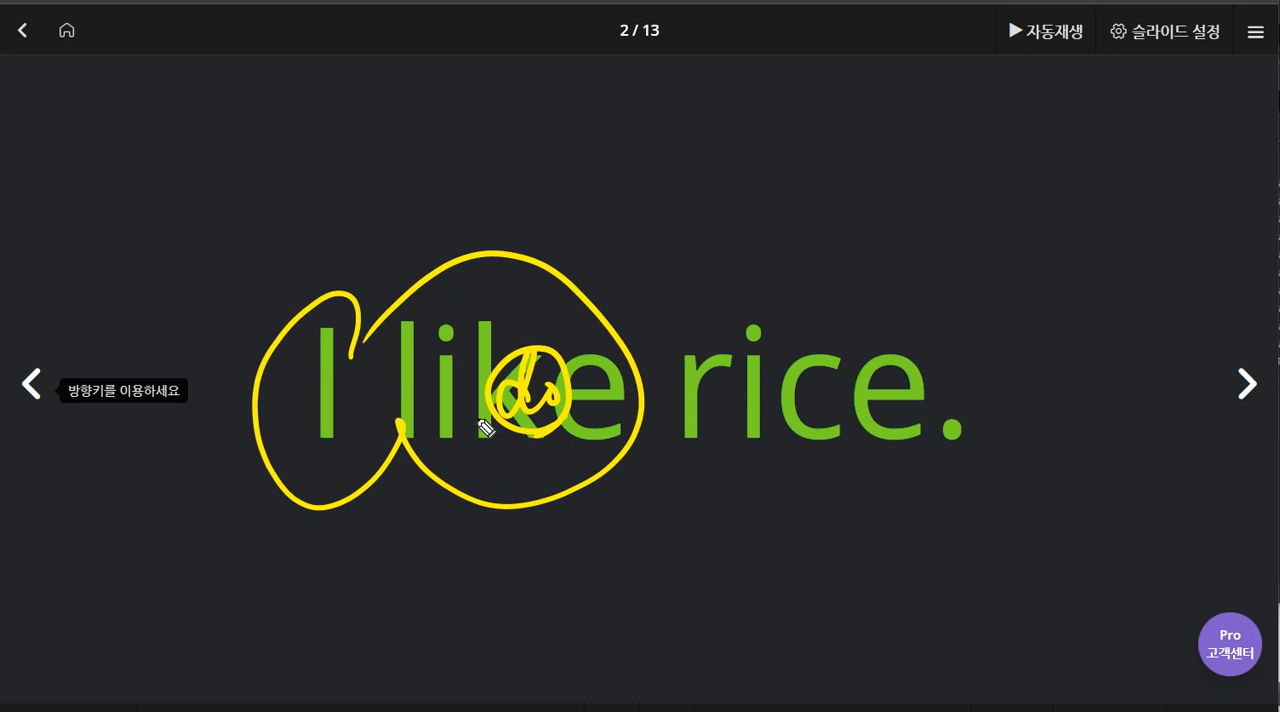 2 / 13
▶ 자동재생
슬라이드 설정
I like rice.
방향키를 이용하세요
Pro
고객센터